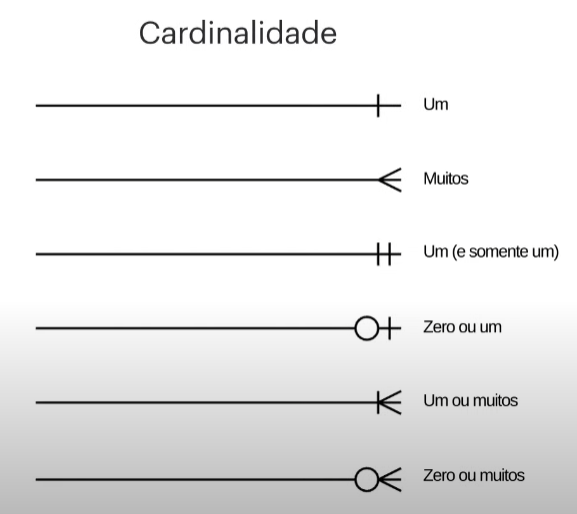 Cardinalidade
Um
Muitos
Um (e somente um)
Zero ou um
Um ou muitos
Zero ou muitos